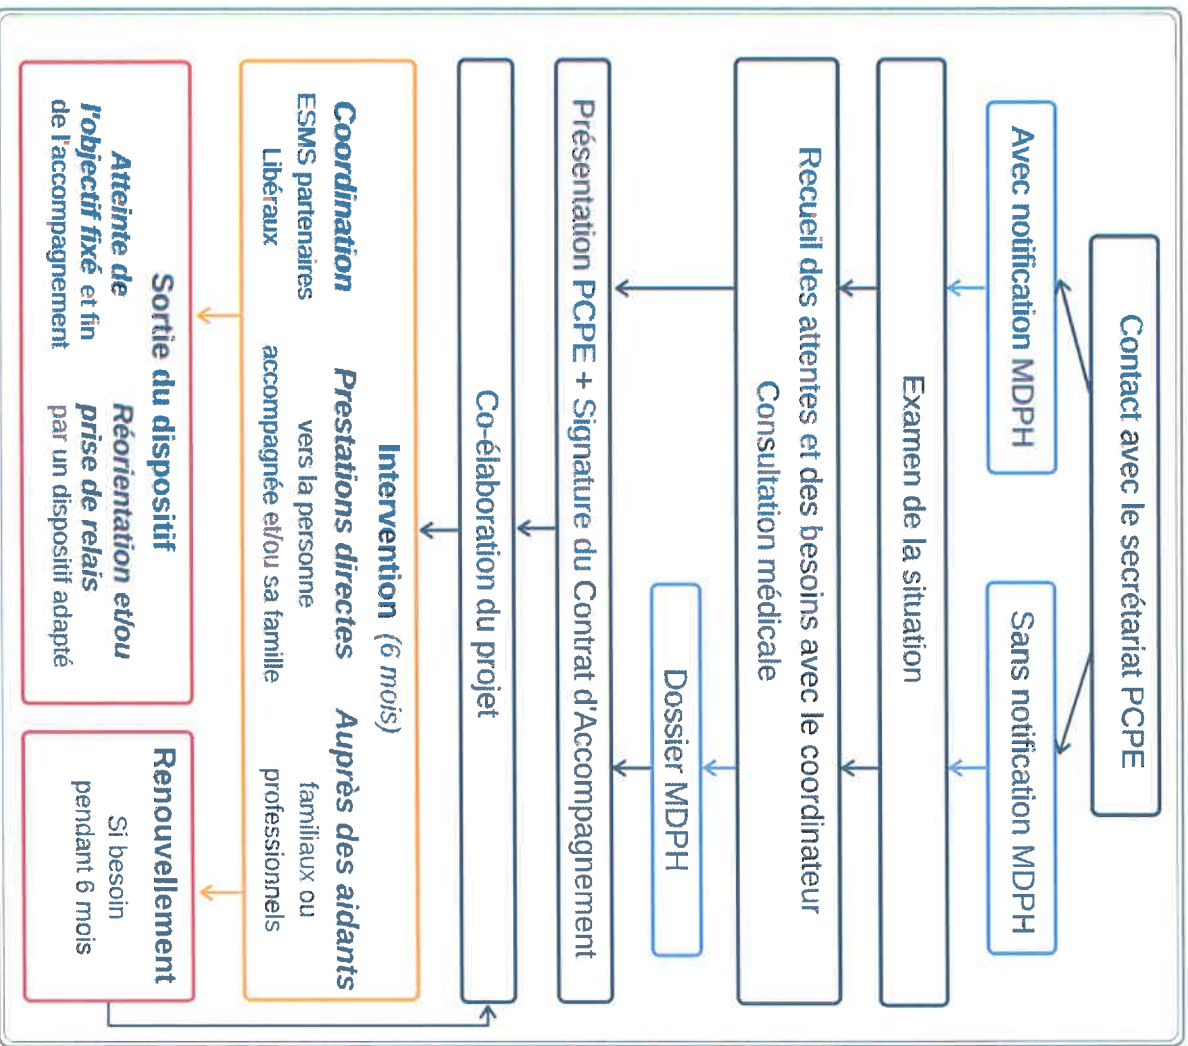 Contact avec le secrétariat PCPE
Avec notification MDPH
Sans notification MDPH
Examen de la situation
Recueil des attentes et des besoins avec le coordinateur
Consultation médicale
Dossier MDPH
Présentation PCPE + Signature du Contrat d'Accompagnement
Co-élaboration du projet
Intervention (6 mois)
Coordination
ESMS partenaires
Libéraux
Prestations directes
vers la personne
accompagnée et/ou sa famille
Auprès des aidants
familiaux ou
professionnels
Sortie du dispositif
Atteinte de
l'objectif fixé et fin
de l'accompagnement
Réorientation et/ou
prise de relais
par un dispositif adapté
Renouvellement
Si besoin
pendant 6 mois